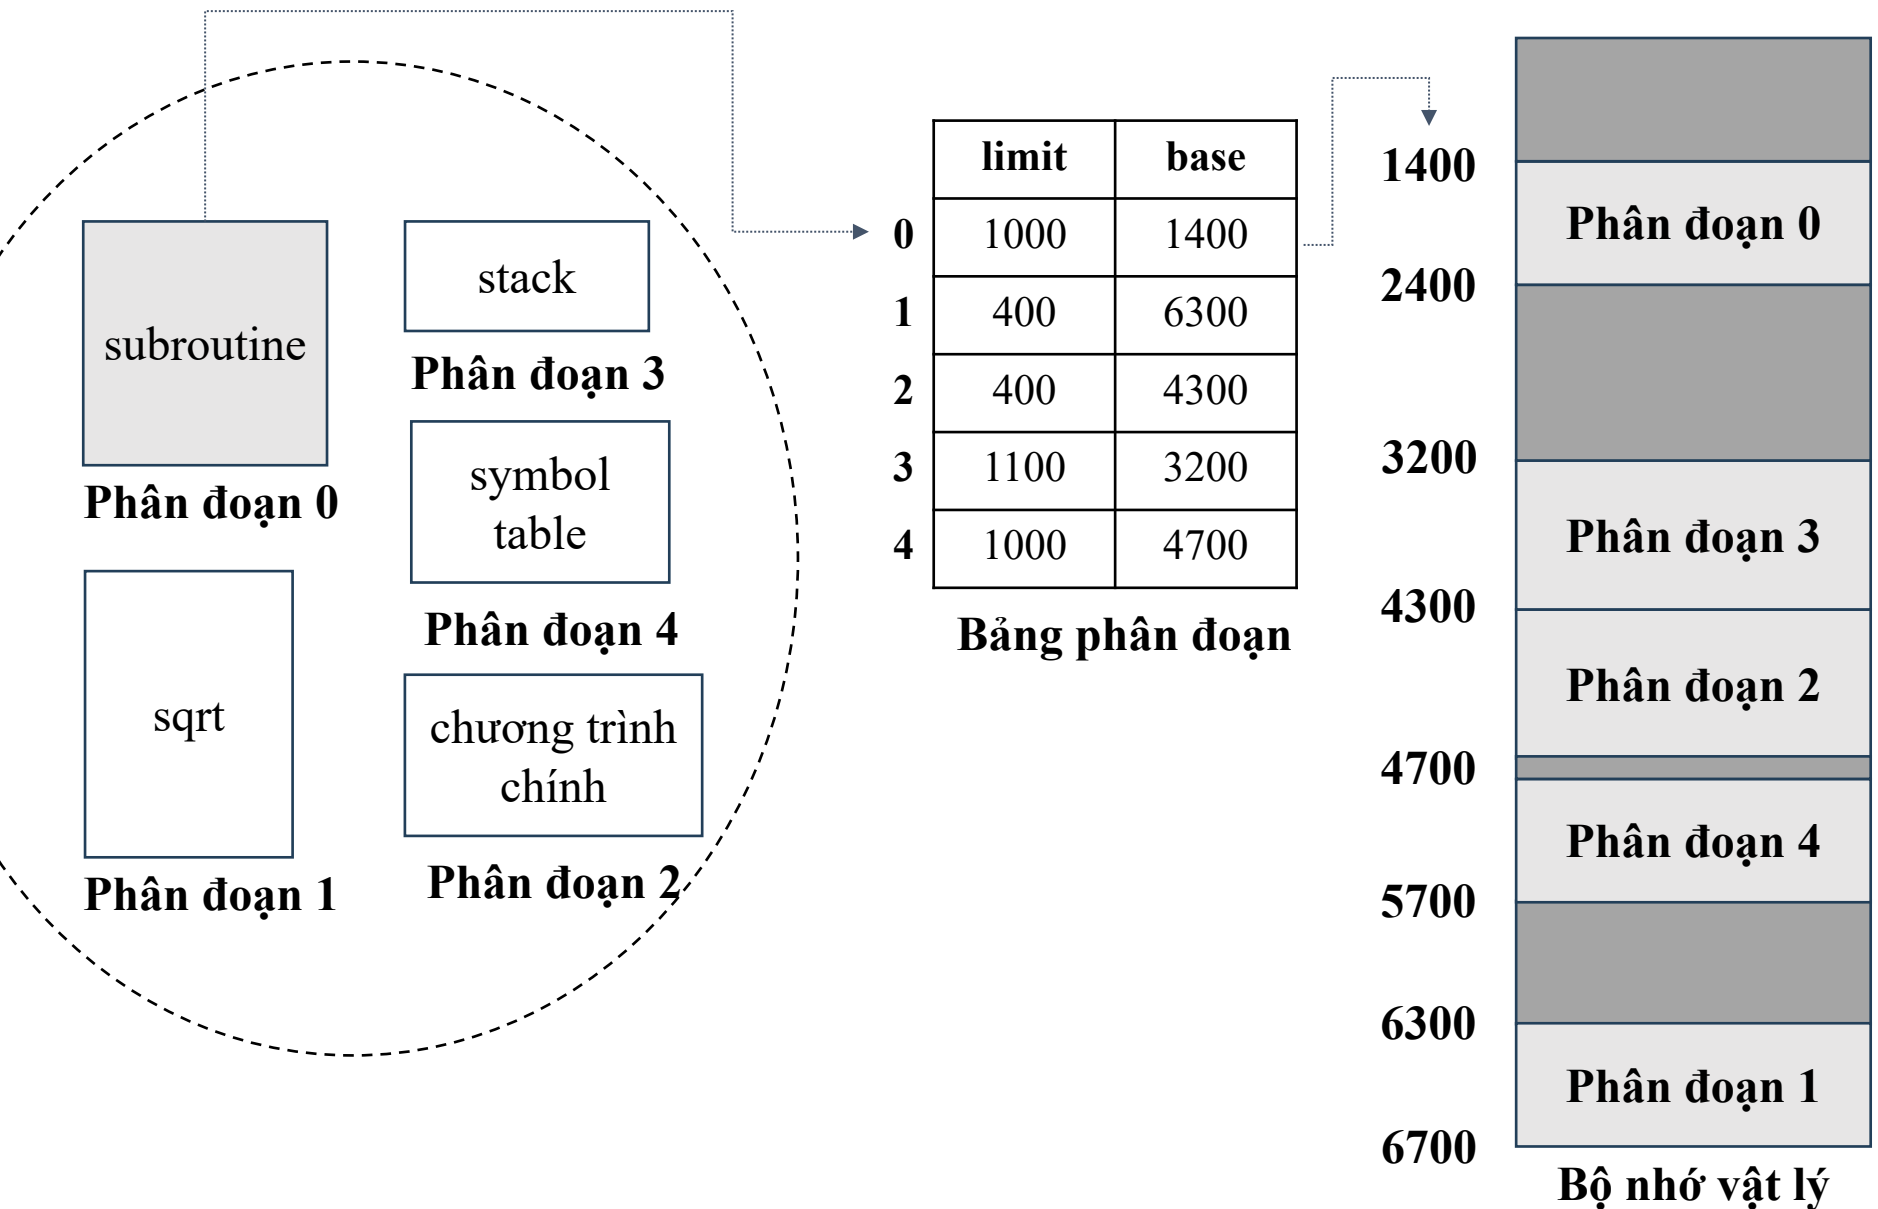 subroutine
Phân đoạn 0
sqrt
Phân đoạn 1
stack
Phân đoạn 3
symbol
table
Phân đoạn 4
chương trình
chính
Phân đoạn 2
limit base
0 1000 1400
1 400 6300
2 400 4300
3 1100 3200
4 1000 4700
Bảng phân đoạn
1400
Phân đoạn 0
2400
3200
Phân đoạn 3
4300
Phân đoạn 2
4700
Phân đoạn 4
5700
6300
Phân đoạn 1
6700
Bộ nhớ vật lý